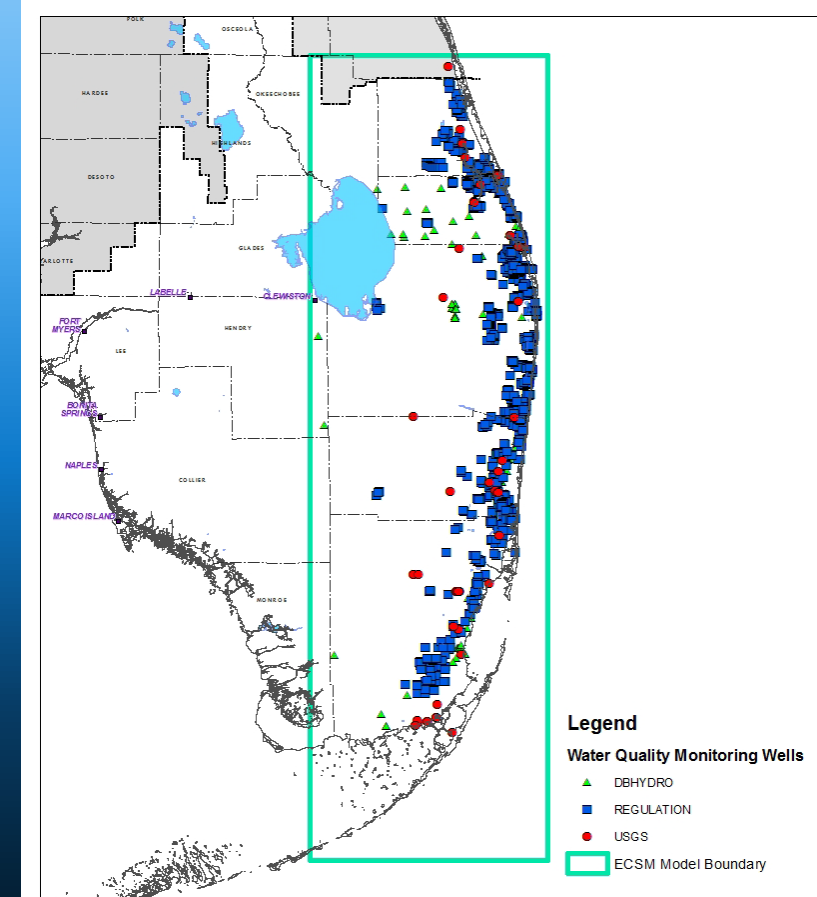 POLK
OSCEOLA
HARDEE
OKEECHOBEE
HIGHLANDS
DESOTO
GLADES
ARLOTTE
LABELLE
CLEWISTON
FORT
MYERS
HENDRY
LEE
BONITA
SPRINGS
NAPLES
COLLIER
MARCO ISLAND
MONROE
Legend
Water Quality Monitoring Wells
DBHYDRO
REGULATION
USGS
ECSM Model Boundary